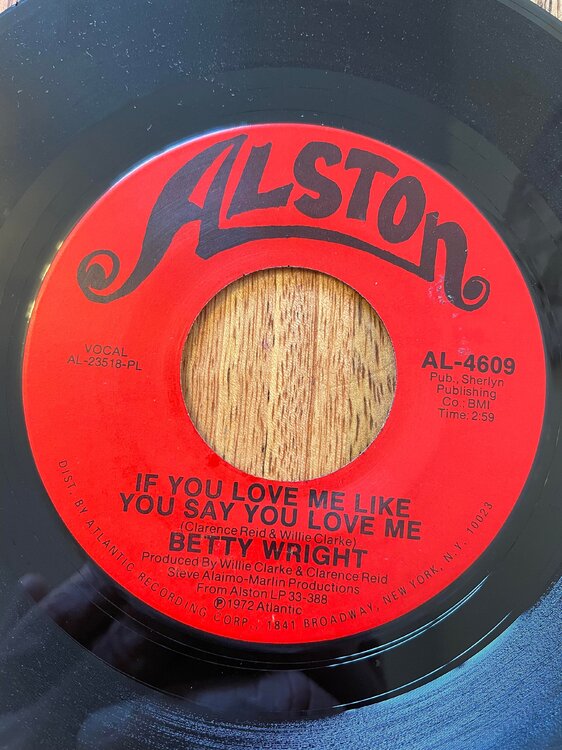 ALSTON
VOCAL
AL-23518-PL
AL-4609
Pub., Sherlyn
Publishing
Co.: BMI
Time: 2:59
IF YOU LOVE ME LIKE
YOU SAY YOU LOVE ME
(Clarence Reid & Willie Clarke)
BETTY WRIGHT
Produced By Willie Clarke & Clarence Reid
Steve Alaimo-Marlin Productions
From Alston LP 33-388
℗1972 Atlantic
DIST. BY ATLANTIC RECORDING CORP., 1841 BROADWAY, NEW YORK, N.Y. 10023